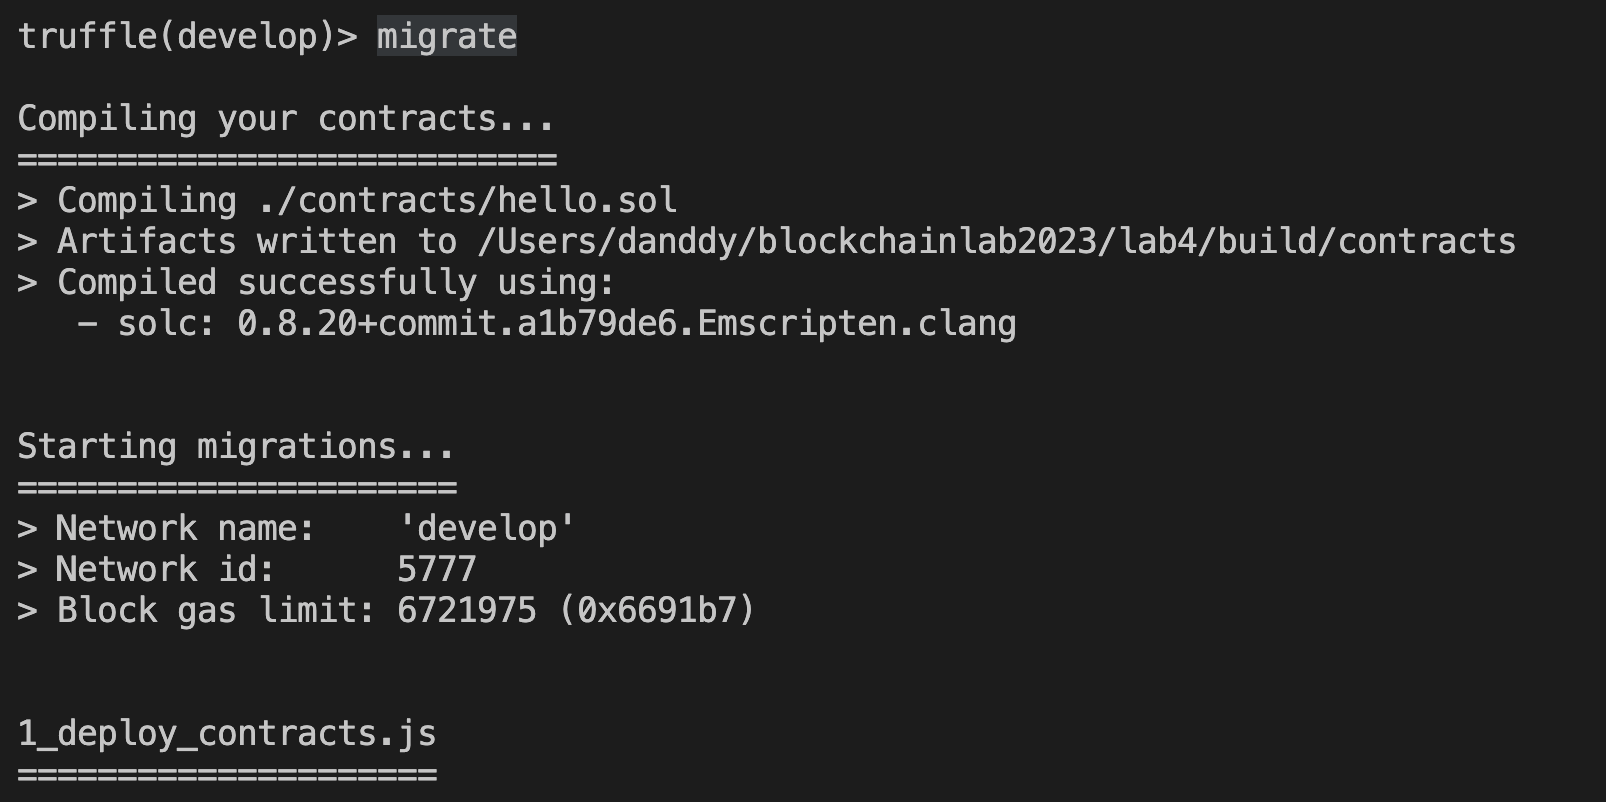 truffle(develop)> migrate
Compiling your contracts...
===========================
> Compiling ./contracts/hello.sol
> Artifacts written to /Users/danddy/blockchainlab2023/lab4/build/contracts
> Compiled successfully using:
   - solc: 0.8.20+commit.a1b79de6.Emscripten.clang
Starting migrations...
======================
> Network name:    'develop'
> Network id:      5777
> Block gas limit: 6721975 (0x6691b7)
1_deploy_contracts.js
=====================